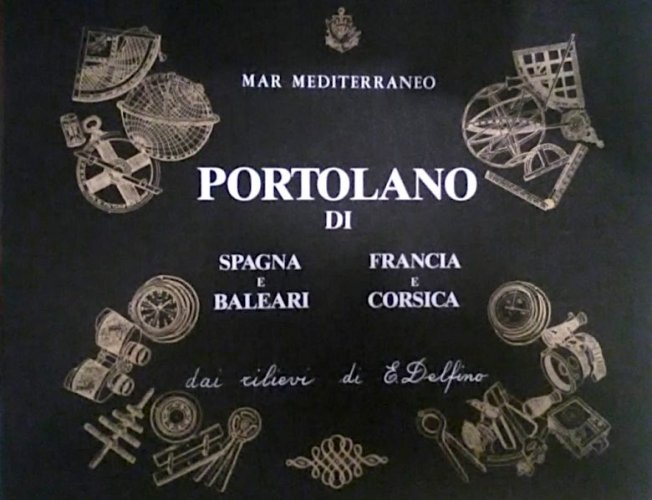 MAR MEDITERRANEO
PORTOLANO
DI
SPAGNA
E
BALEARI
FRANCIA
E
CORSICA
dai rilievi di E. Delfino